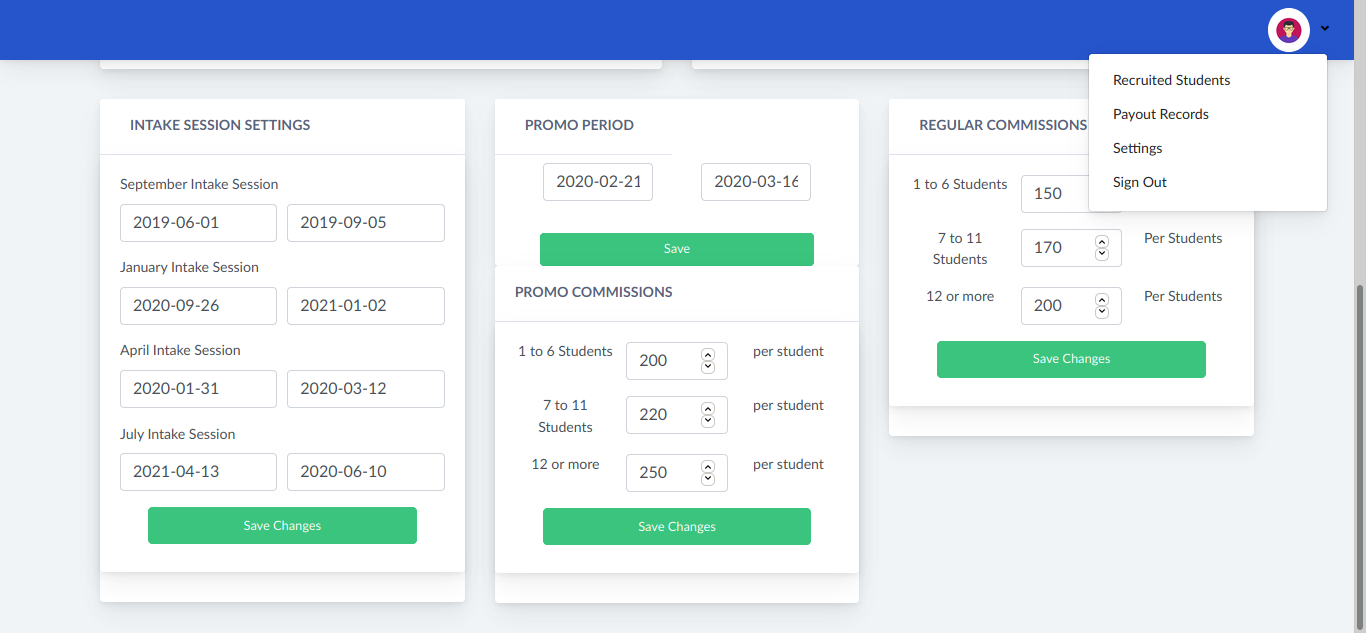 Recruited Students
Payout Records
Settings
Sign Out
INTAKE SESSION SETTINGS
September Intake Session
2019-06-01 2019-09-05
January Intake Session
2020-09-26 2021-01-02
April Intake Session
2020-01-31 2020-03-12
July Intake Session
2021-04-13 2020-06-10
Save Changes
PROMO PERIOD
2020-02-21 2020-03-16
Save
PROMO COMMISSIONS
1 to 6 Students 200 per student
7 to 11
Students
220 per student
12 or more 250 per student
Save Changes
REGULAR COMMISSIONS
1 to 6 Students 150
7 to 11
Students
170 Per Students
12 or more 200 Per Students
Save Changes